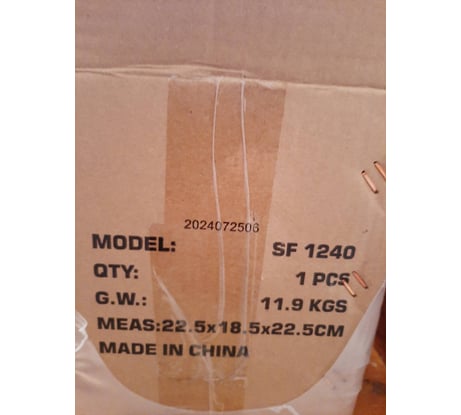 2024072506
MODEL: SF 1240
QTY: 1 PCS
G.W.: 11.9 KGS
MEAS:22.5x18.5x22.5CM
MADE IN CHINA